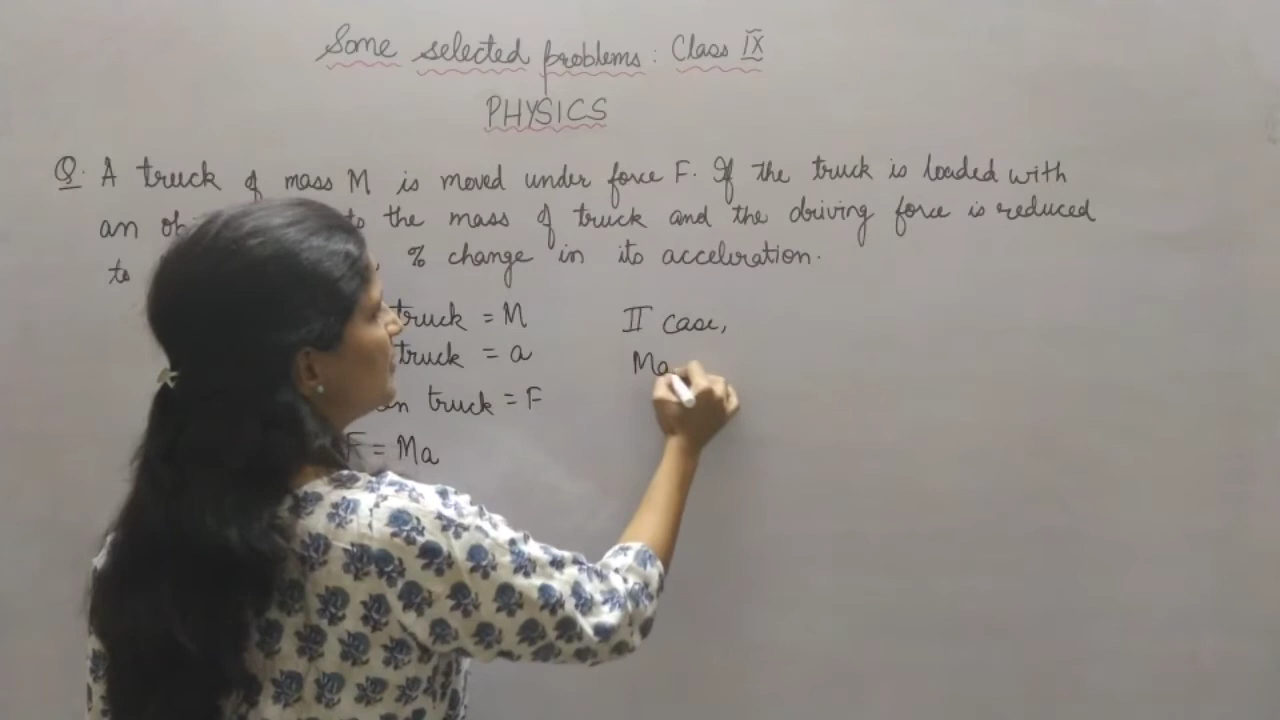 Some selected problems: Class IX
PHYSICS
Q. A truck of mass M is moved under force F. If the truck is loaded with
an to the mass of truck and the driving force is reduced
to % change in its acceleration.
truck = M
truck = a
on truck = F
F = Ma
II case,
Ma